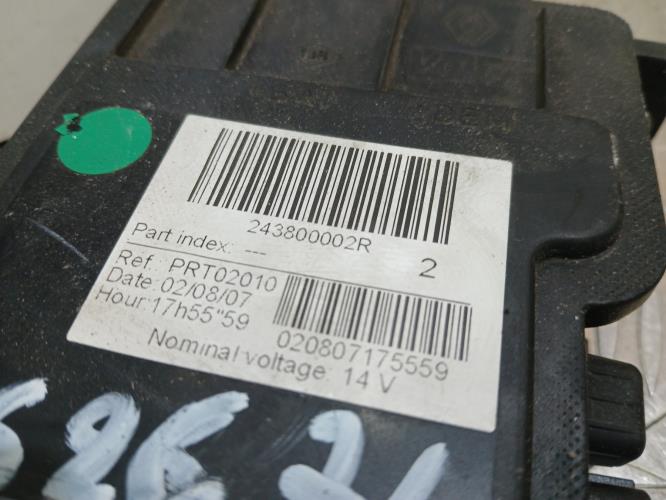 243800002R
Part index: ---
2
Ref.: PRT02010
Date: 02/08/07
Hour:17h55"59
020807175559
Nominal voltage: 14 V